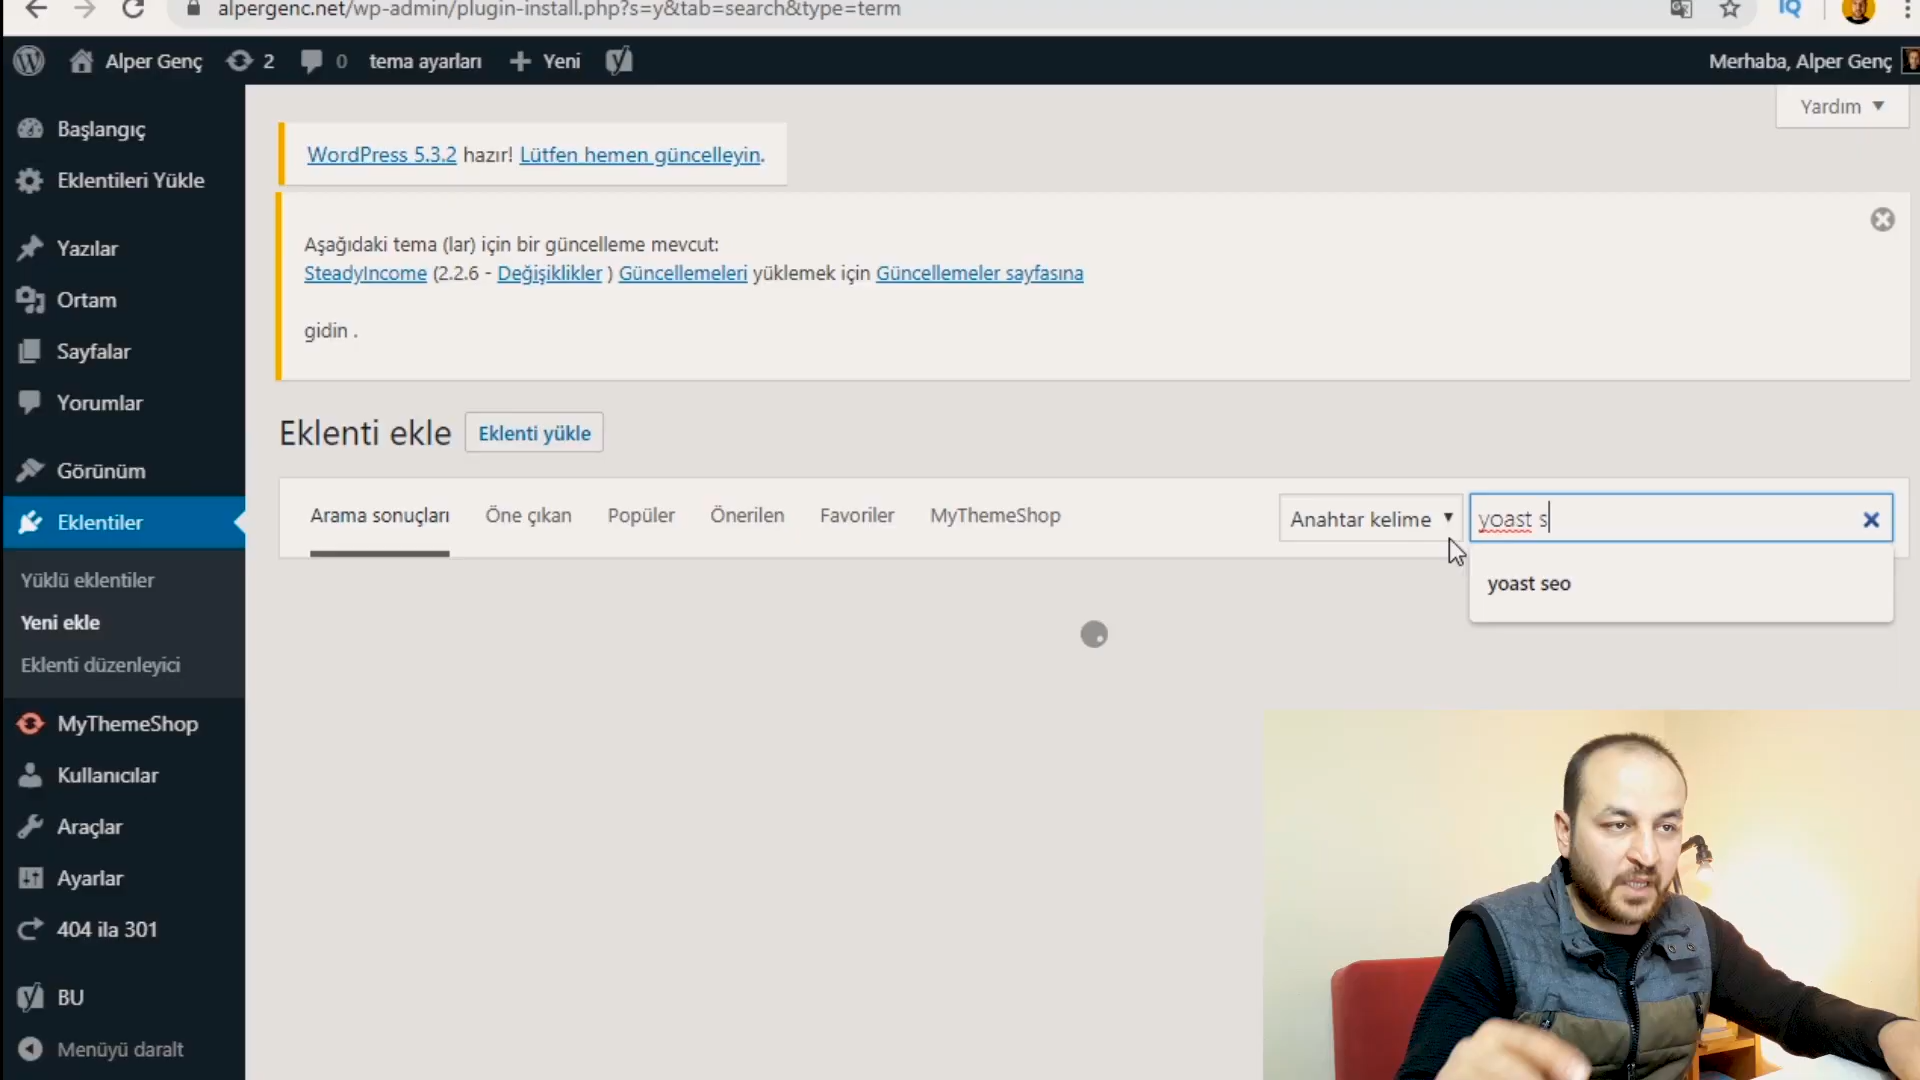 alpergenc.net/wp-admin/plugin-install.php?s=y&tab=search&type=term
IQ
Alper Genç 2 0 tema ayarları Yeni
Merhaba, Alper Genç
Yardım
Başlangıç
Eklentileri Yükle
Yazılar
Ortam
Sayfalar
Yorumlar
Görünüm
Eklentiler
Yüklü eklentiler
Yeni ekle
Eklenti düzenleyici
MyThemeShop
Kullanıcılar
Araçlar
Ayarlar
404 ila 301
BU
Menüyü daralt
WordPress 5.3.2 hazır! Lütfen hemen güncelleyin.
Aşağıdaki tema (lar) için bir güncelleme mevcut:
SteadyIncome (2.2.6 - Değişiklikler ) Güncellemeleri yüklemek için Güncellemeler sayfasına
gidin .
Eklenti ekle Eklenti yükle
Arama sonuçları Öne çıkan Popüler Önerilen Favoriler MyThemeShop Anahtar kelime yoast s
yoast seo